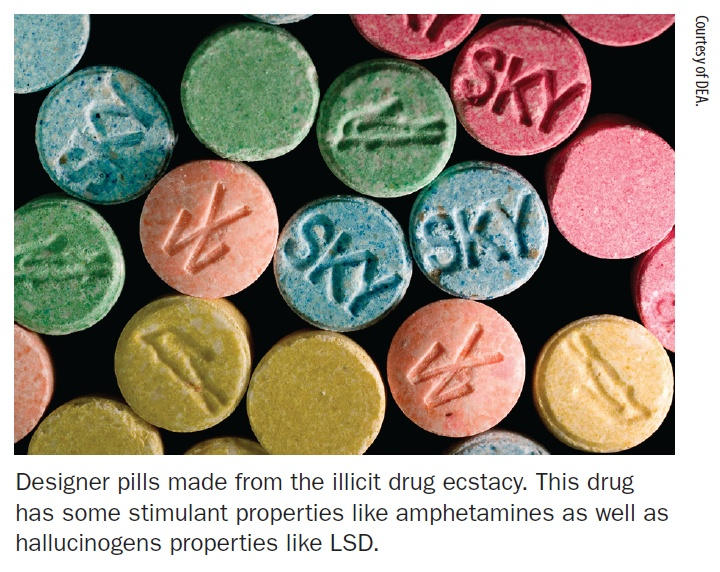 SKY
SKY
SKY
Courtesy of DEA.
Designer pills made from the illicit drug ecstacy. This drug
has some stimulant properties like amphetamines as well as
hallucinogens properties like LSD.